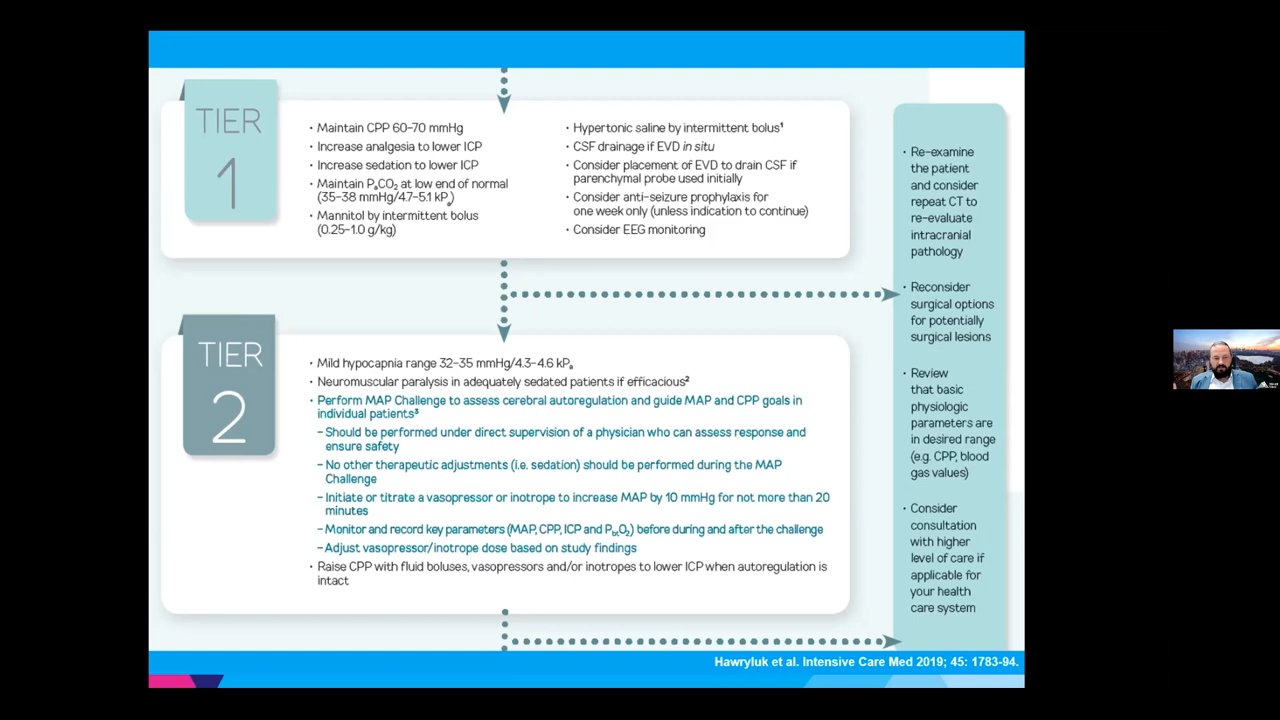 TIER
1
• Maintain CPP 60–70 mmHg
• Increase analgesia to lower ICP
• Increase sedation to lower ICP
• Maintain PaCO2 at low end of normal
(35–38 mmHg/4.7–5.1 kPa)
• Mannitol by intermittent bolus
(0.25–1.0 g/kg)
• Hypertonic saline by intermittent bolus¹
• CSF drainage if EVD in situ
• Consider placement of EVD to drain CSF if
parenchymal probe used initially
• Consider anti-seizure prophylaxis for
one week only (unless indication to continue)
• Consider EEG monitoring
TIER
2
• Mild hypocapnia range 32–35 mmHg/4.3–4.6 kPa
• Neuromuscular paralysis in adequately sedated patients if efficacious²
• Perform MAP Challenge to assess cerebral autoregulation and guide MAP and CPP goals in
individual patients³
– Should be performed under direct supervision of a physician who can assess response and
ensure safety
– No other therapeutic adjustments (i.e. sedation) should be performed during the MAP
Challenge
– Initiate or titrate a vasopressor or inotrope to increase MAP by 10 mmHg for not more than 20
minutes
– Monitor and record key parameters (MAP, CPP, ICP and PbtO2) before during and after the challenge
– Adjust vasopressor/inotrope dose based on study findings
• Raise CPP with fluid boluses, vasopressors and/or inotropes to lower ICP when autoregulation is
intact
• Re-examine
the patient
and consider
repeat CT to
re-evaluate
intracranial
pathology
• Reconsider
surgical options
for potentially
surgical lesions
• Review
that basic
physiologic
parameters are
in desired range
(e.g. CPP, blood
gas values)
• Consider
consultation
with higher
level of care if
applicable for
your health
care system
Hawryluk et al. Intensive Care Med 2019; 45: 1783-94.